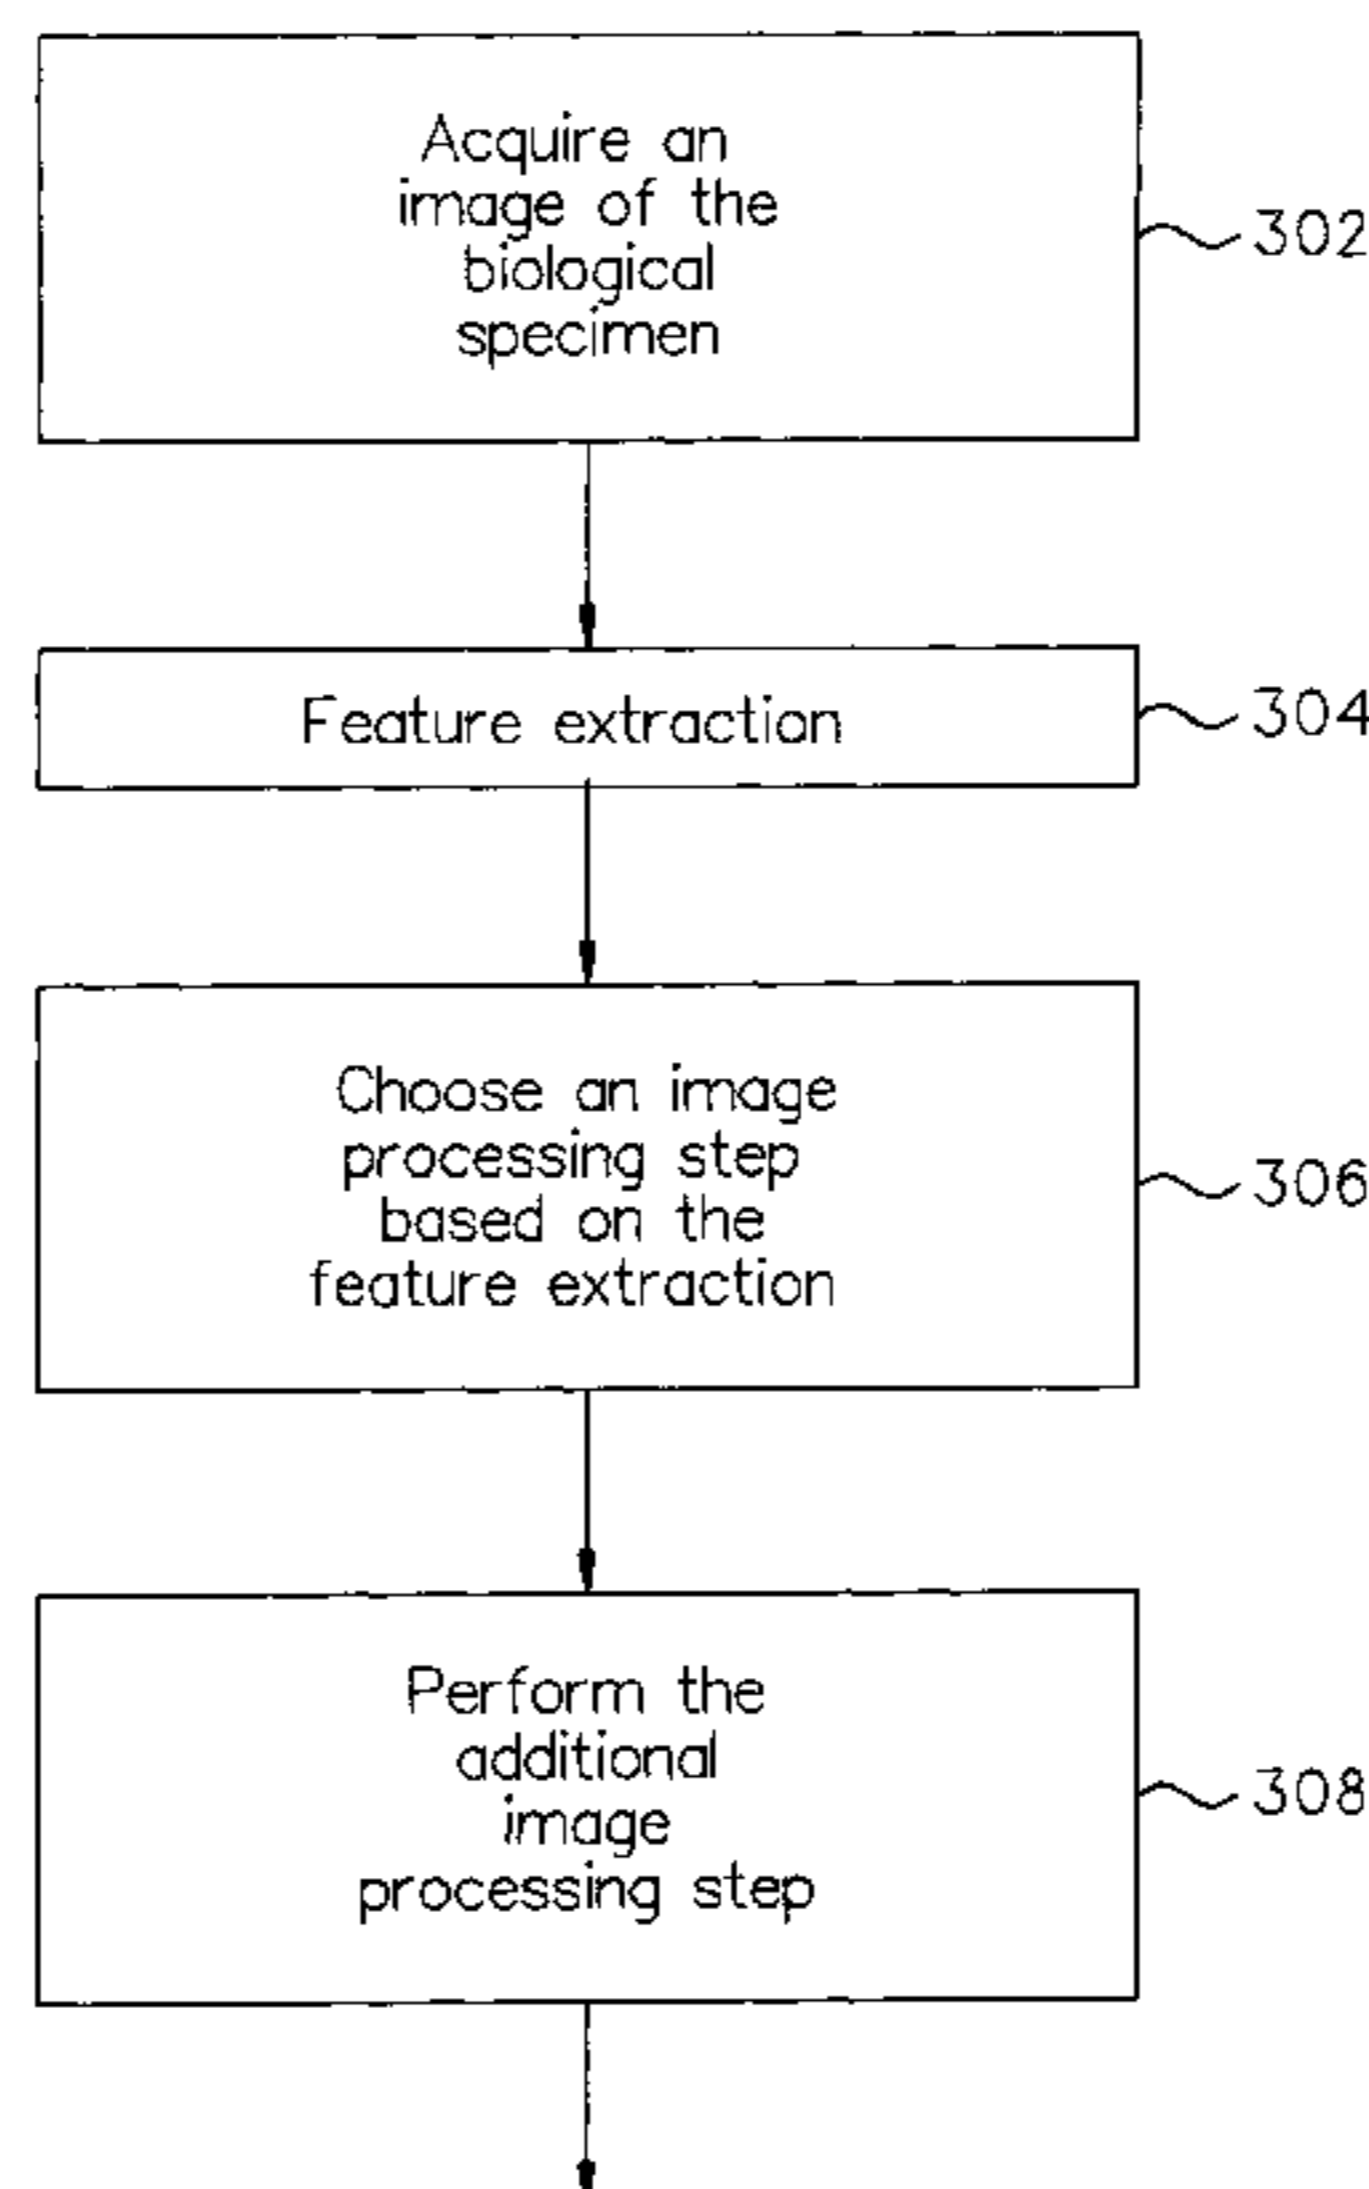 Acquire an
image of the
biological
specimen
302
Feature extraction
304
Choose an image
processing step
based on the
feature extraction
306
Perform the
additional
image
processing step
308